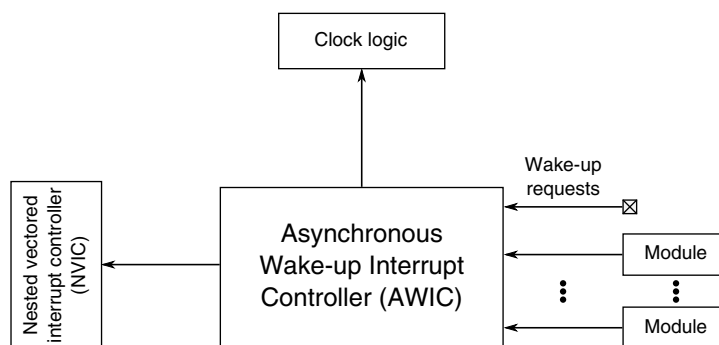 Clock logic
Wake-up
requests
Nested vectored
interrupt controller
(NVIC)
Asynchronous
Wake-up Interrupt
Controller (AWIC)
Module
Module